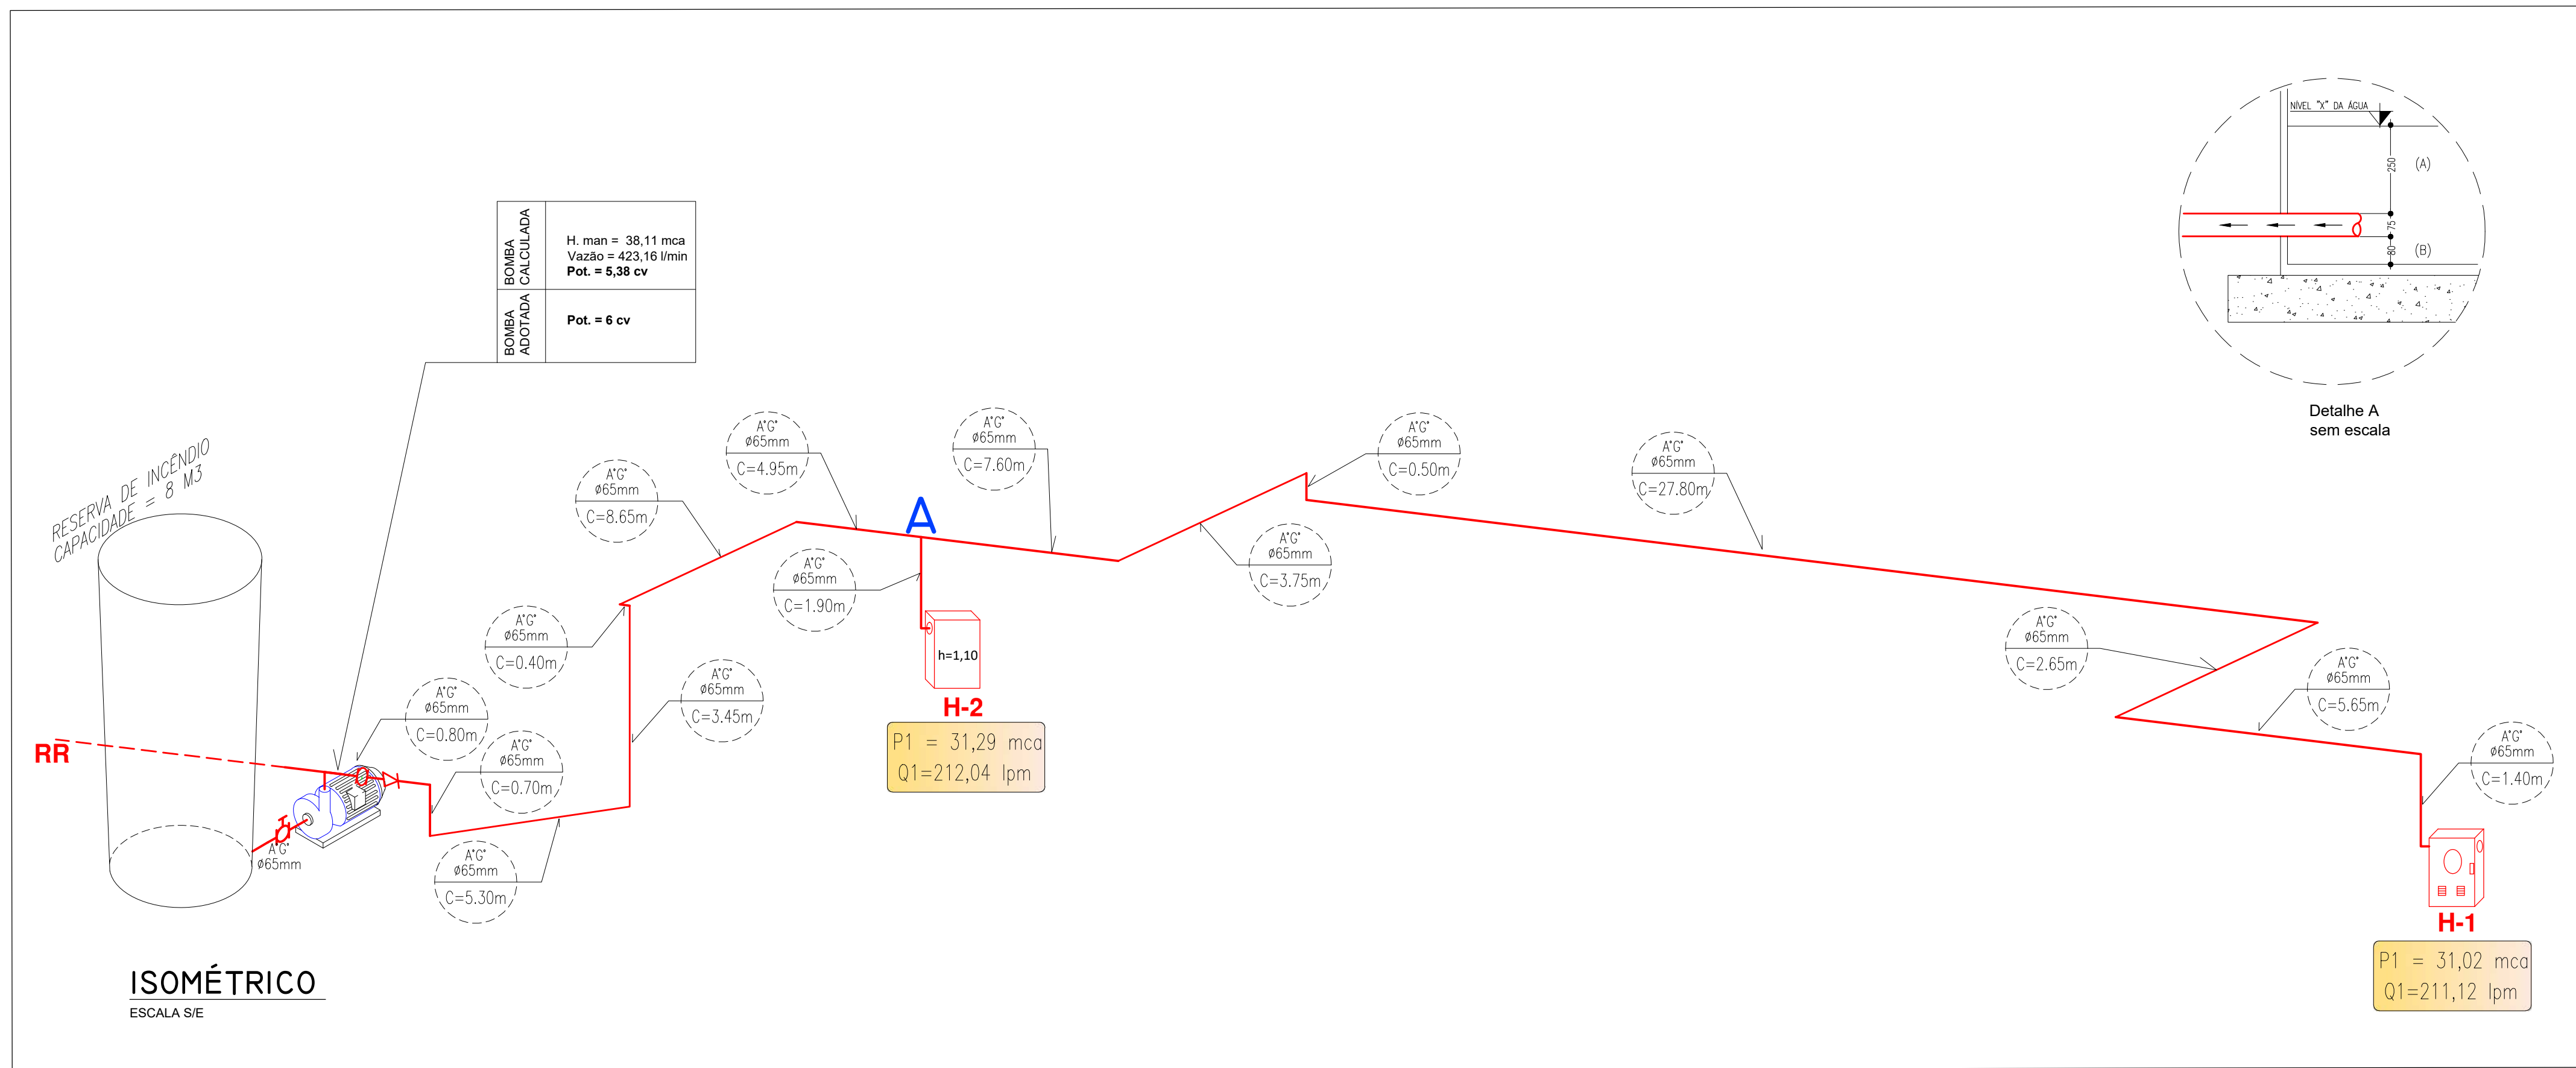 NÍVEL "X" DA ÁGUA
250
(A)
75
80
(B)
Detalhe A
sem escala
BOMBA
CALCULADA
H. man = 38,11 mca
Vazão = 423,16 l/min
Pot. = 5,38 cv
BOMBA
ADOTADA
Pot. = 6 cv
RESERVA DE INCÊNDIO
CAPACIDADE = 8 M3
A°G°
ø65mm
C=8.65m
A°G°
ø65mm
C=4.95m
A°G°
ø65mm
C=7.60m
A°G°
ø65mm
C=0.50m
A°G°
ø65mm
C=27.80m
A
A°G°
ø65mm
C=1.90m
A°G°
ø65mm
C=3.75m
A°G°
ø65mm
C=0.40m
A°G°
ø65mm
C=3.45m
h=1,10
H-2
P1 = 31,29 mca
Q1=212,04 lpm
A°G°
ø65mm
C=2.65m
A°G°
ø65mm
C=5.65m
A°G°
ø65mm
C=1.40m
RR
A°G°
ø65mm
C=0.80m
A°G°
ø65mm
C=0.70m
A°G°
ø65mm
A°G°
ø65mm
C=5.30m
H-1
P1 = 31,02 mca
Q1=211,12 lpm
ISOMÉTRICO
ESCALA S/E